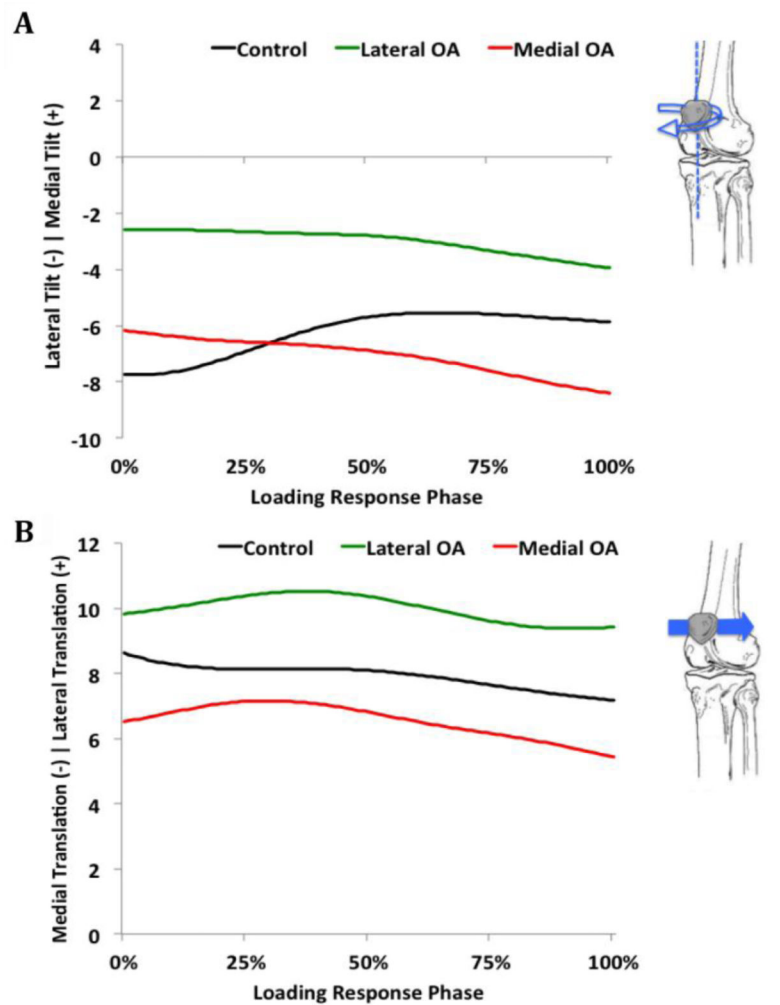 A
Control Lateral OA Medial OA
Lateral Tilt (-) | Medial Tilt (+)
4
2
0
-2
-4
-6
-8
-10
0% 25% 50% 75% 100%
Loading Response Phase
B
Control Lateral OA Medial OA
Medial Translation (-) | Lateral Translation (+)
12
10
8
6
4
2
0
0% 25% 50% 75% 100%
Loading Response Phase